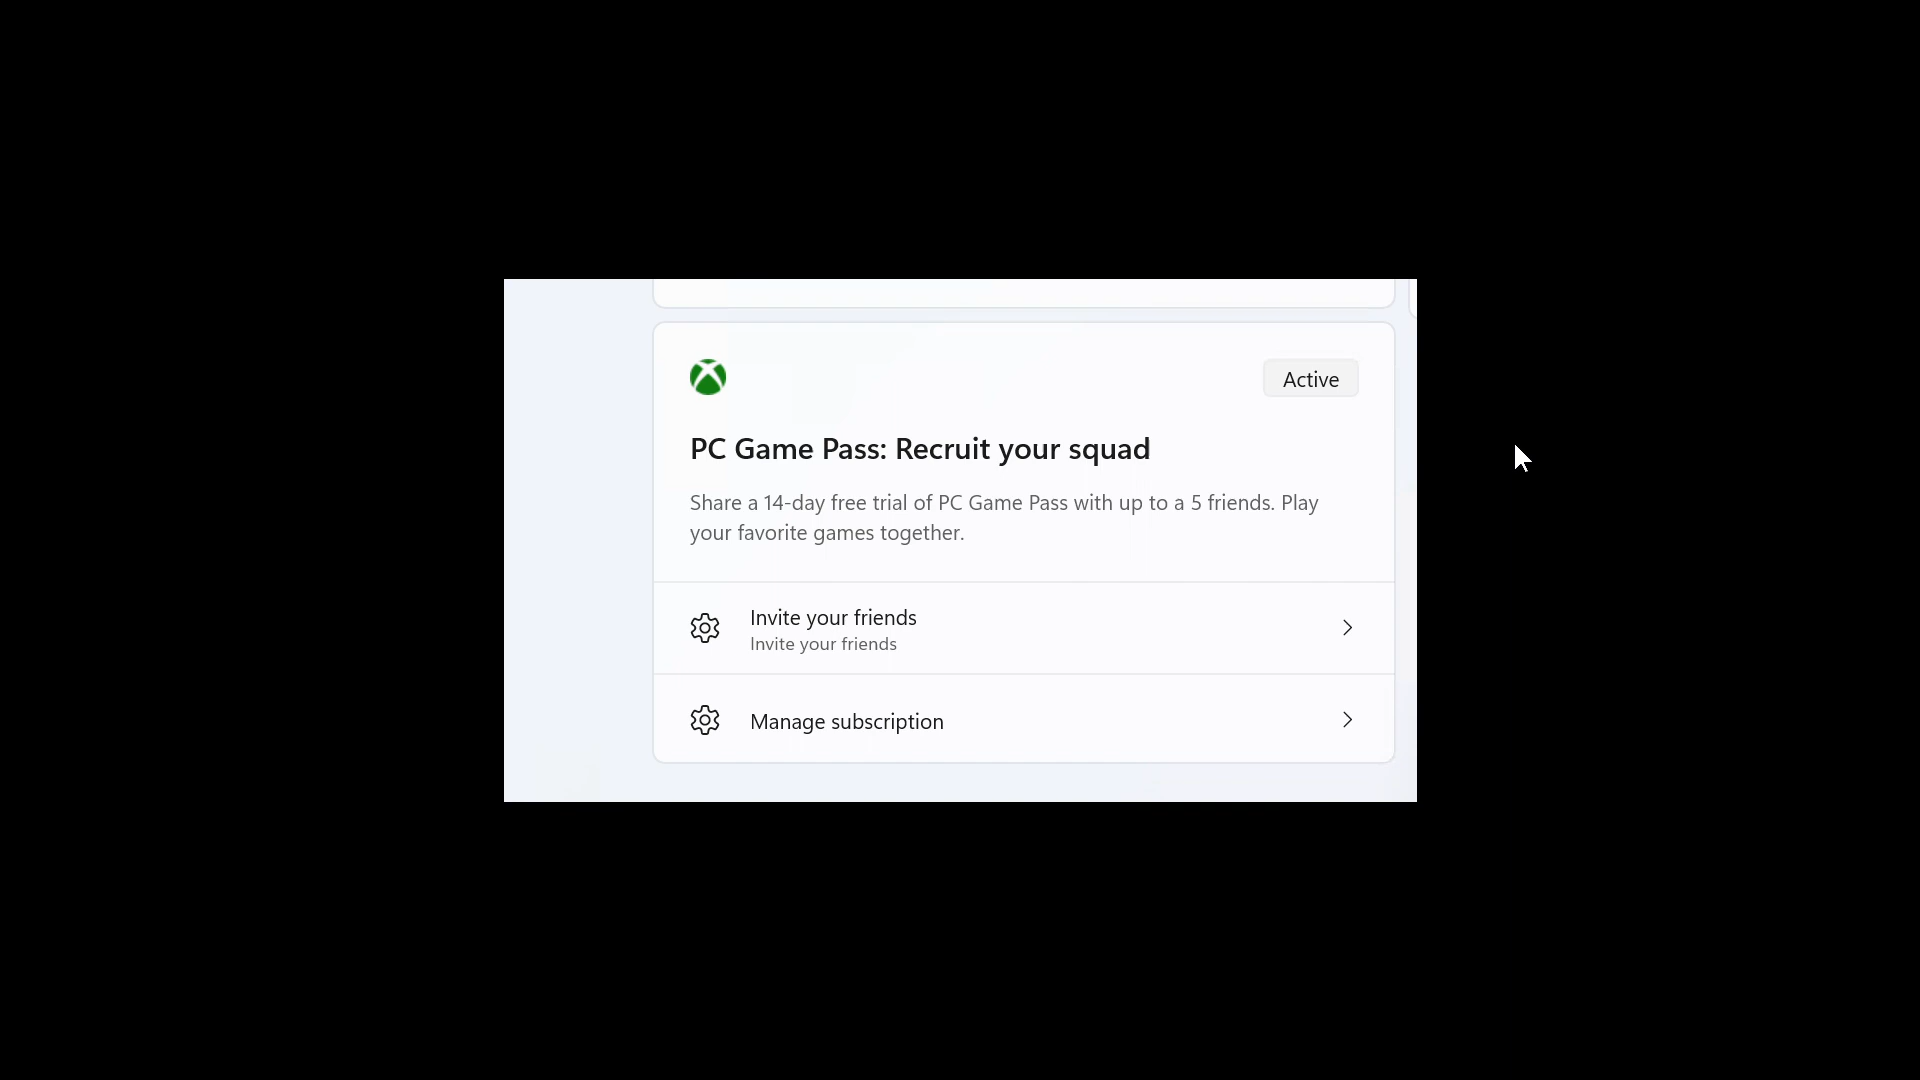 Active
PC Game Pass: Recruit your squad
Share a 14-day free trial of PC Game Pass with up to a 5 friends. Play
your favorite games together.
Invite your friends
Invite your friends
Manage subscription